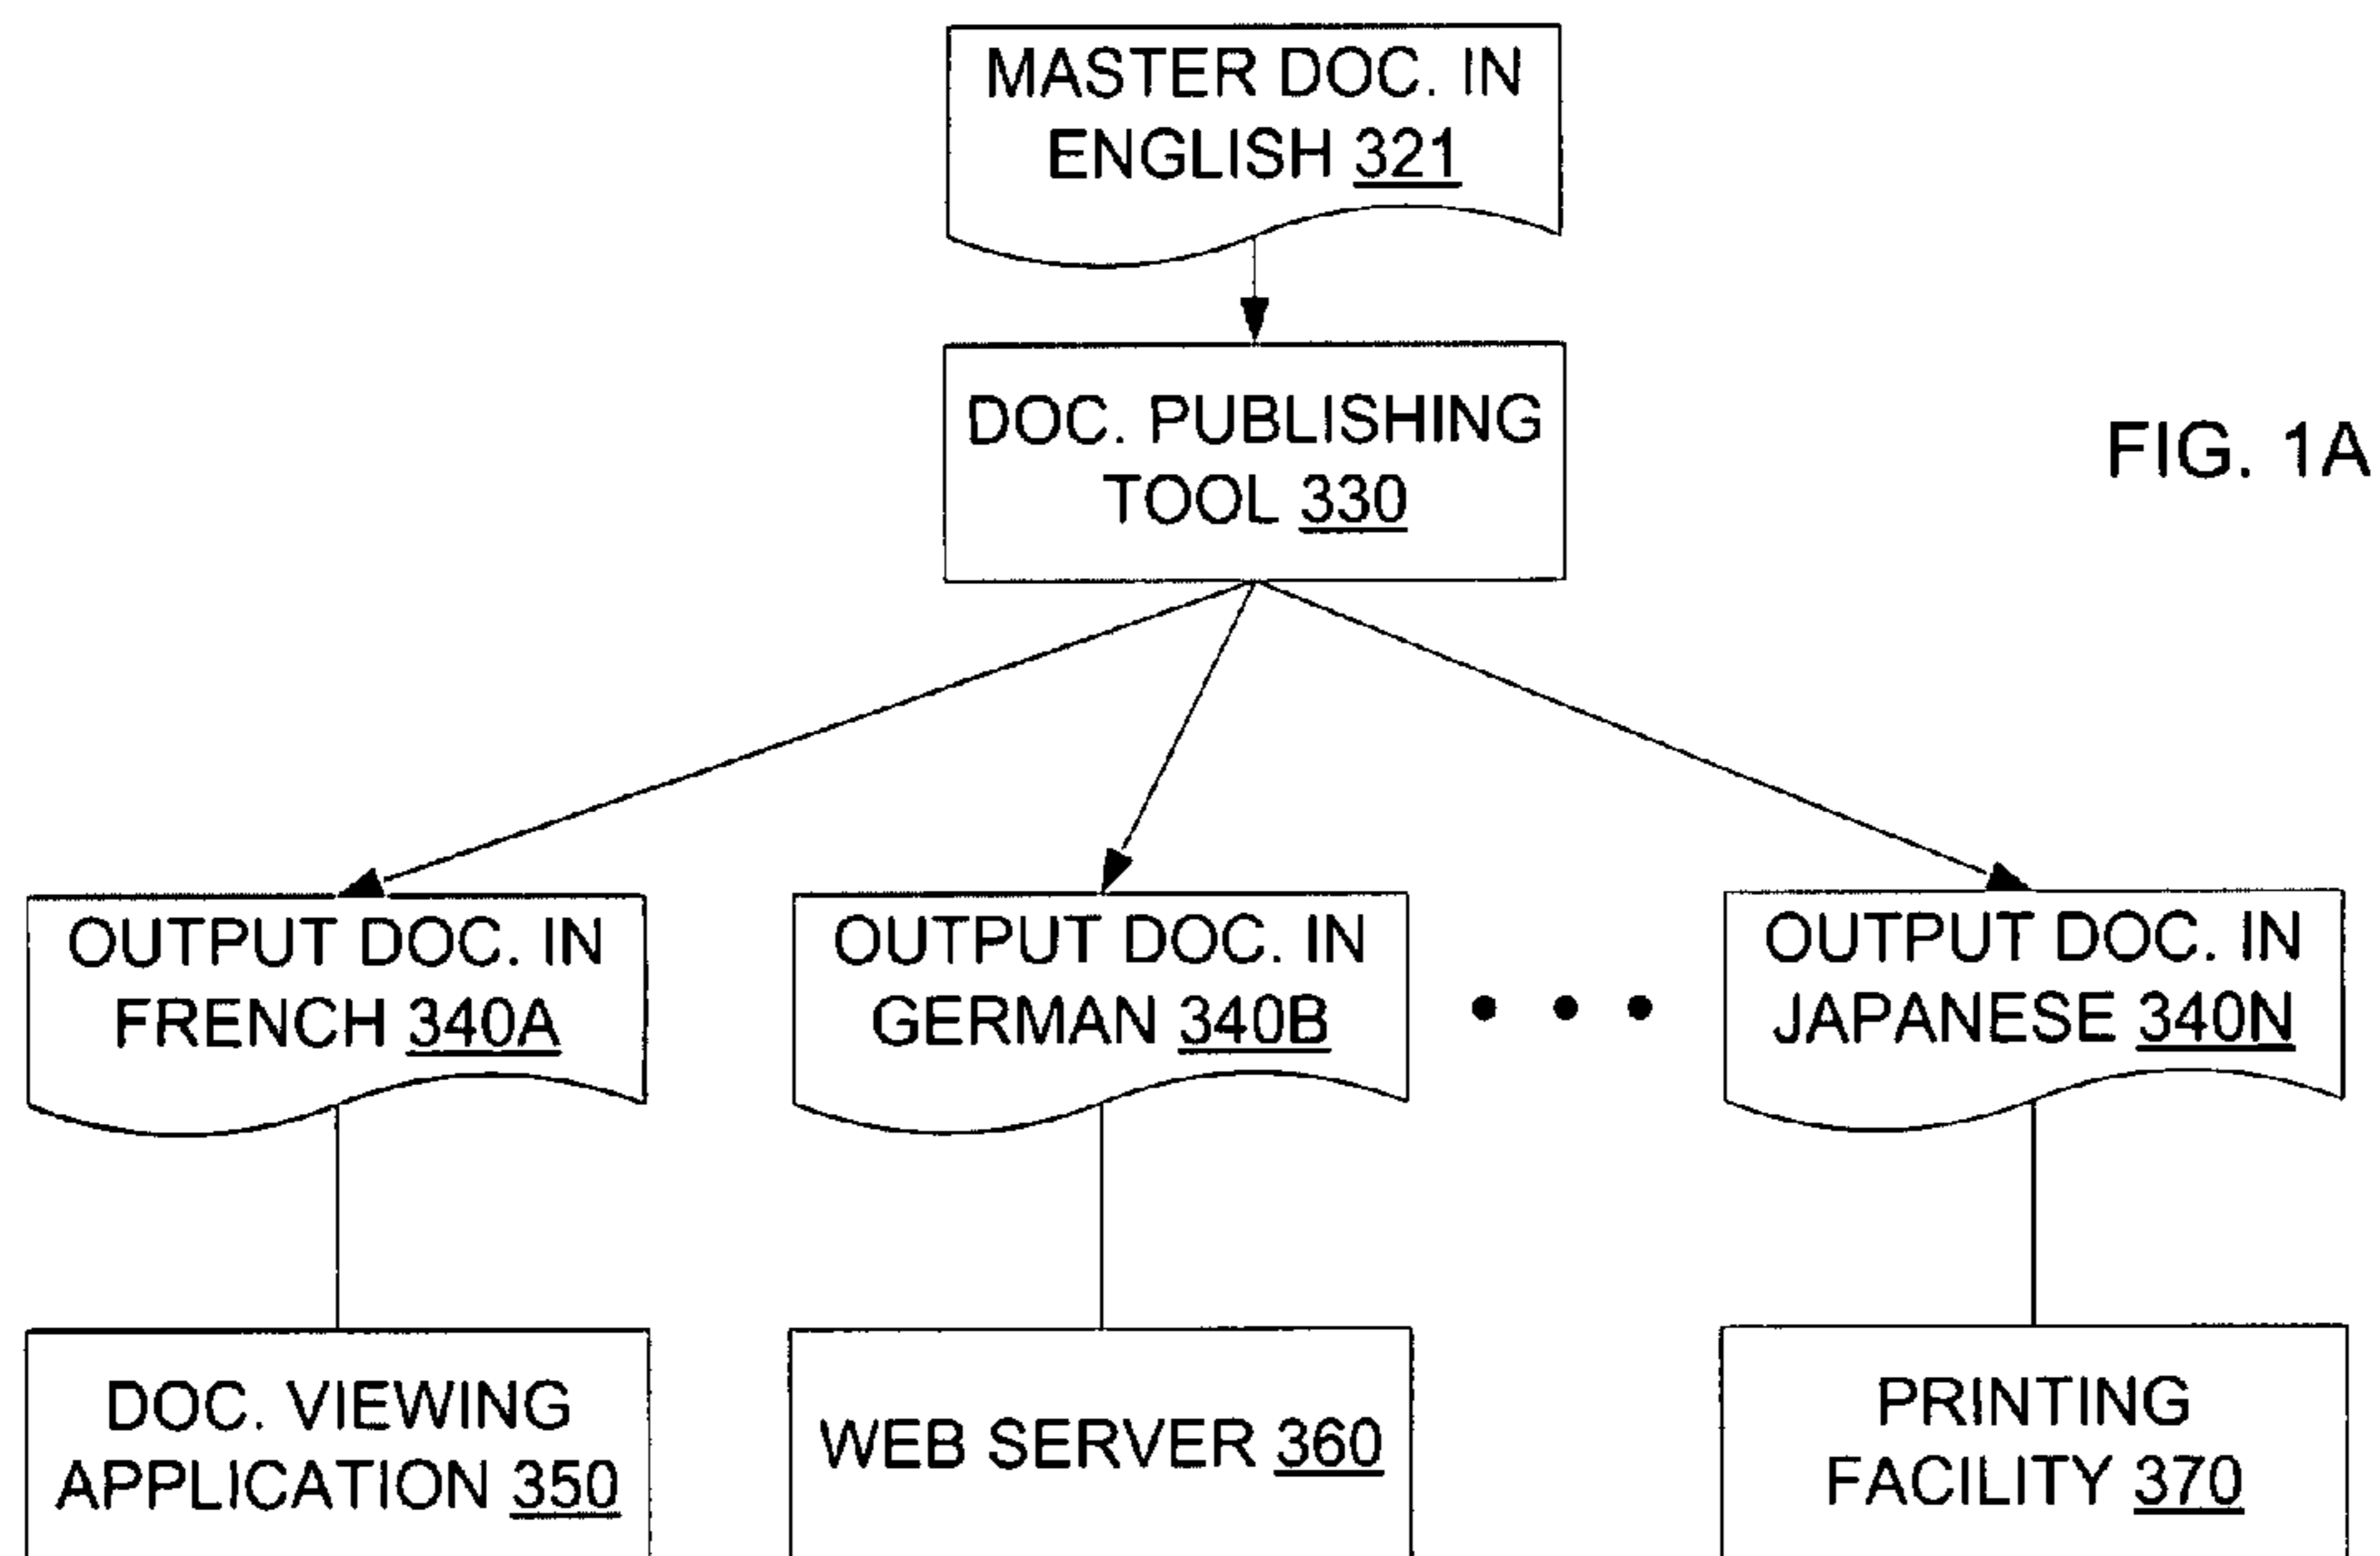 MASTER DOC. IN
ENGLISH 321
DOC. PUBLISHING
TOOL 330
FIG. 1A
OUTPUT DOC. IN
FRENCH 340A
OUTPUT DOC. IN
GERMAN 340B
OUTPUT DOC. IN
JAPANESE 340N
DOC. VIEWING
APPLICATION 350
WEB SERVER 360
PRINTING
FACILITY 370